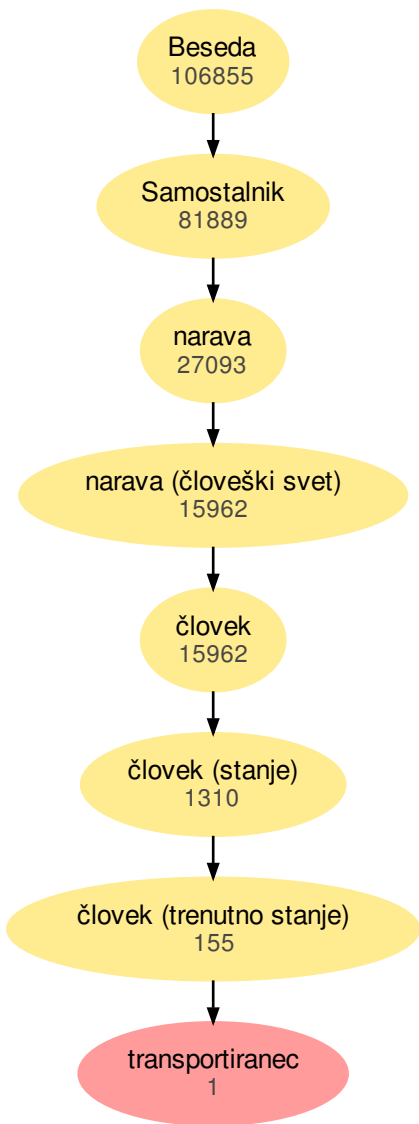 Beseda
106855
Samostalnik
81889
narava
27093
narava (človeški svet)
15962
človek
15962
človek (stanje)
1310
človek (trenutno stanje)
155
transportiranec
1